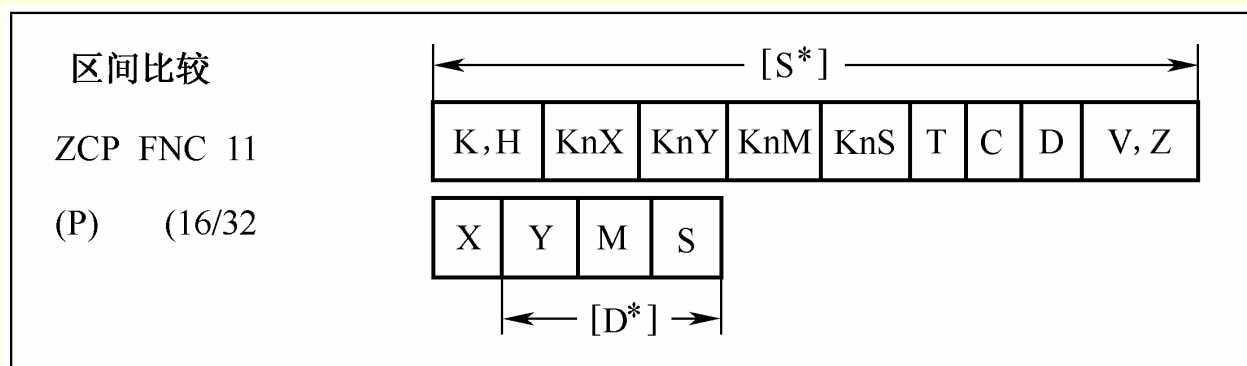 区间比较
[S*]
ZCP FNC 11
K,H KnX KnY KnM KnS T C D V,Z
(P) (16/32
X Y M S
[D*]